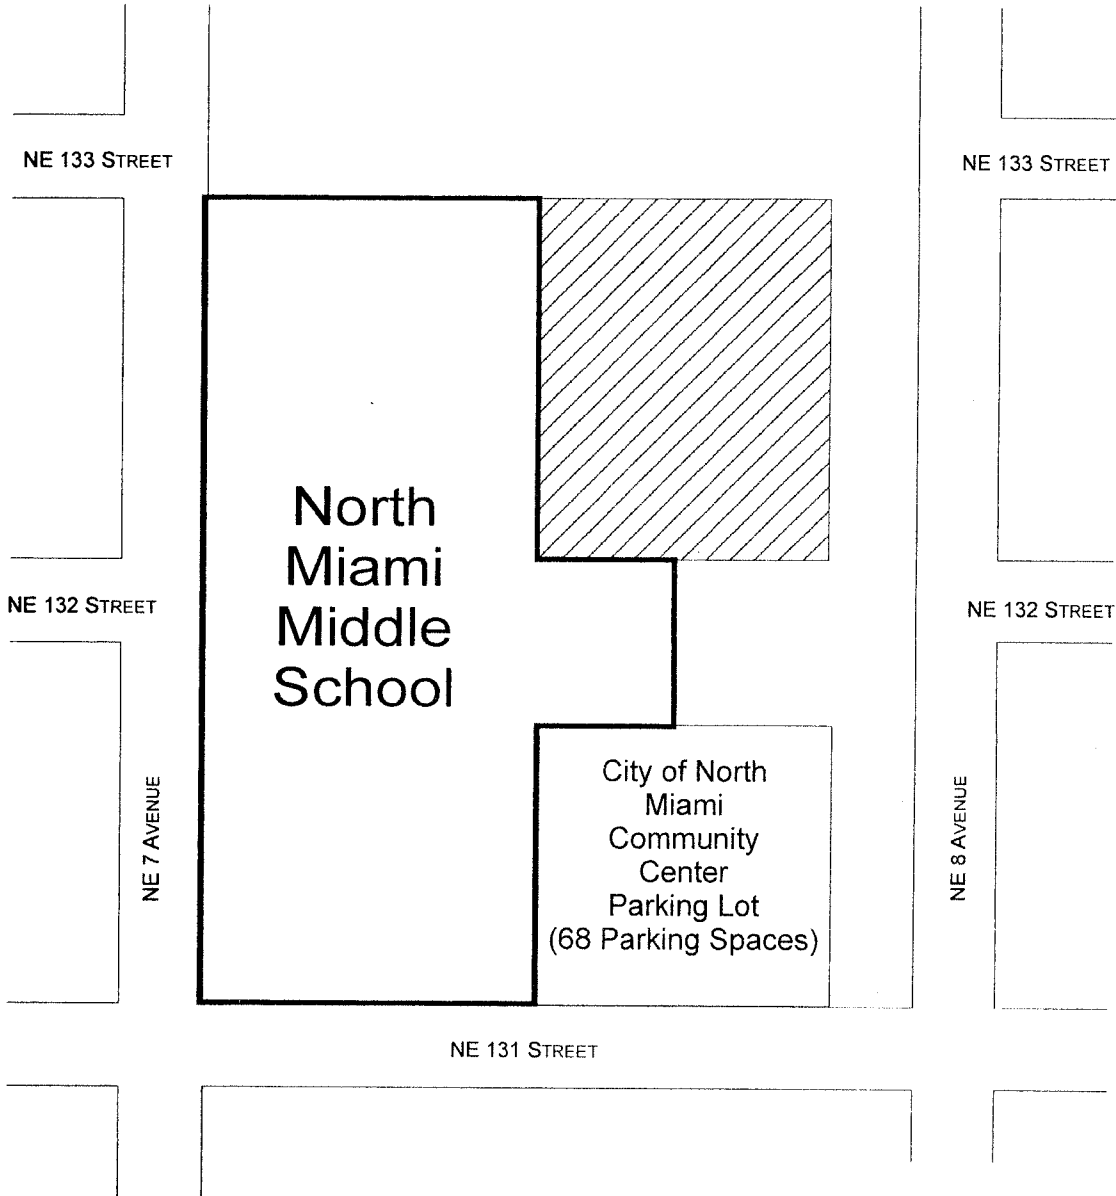 NE 133 STREET
NE 133 STREET
North
Miami
Middle
School
NE 132 STREET
NE 132 STREET
City of North
Miami
Community
Center
Parking Lot
(68 Parking Spaces)
NE 7 AVENUE
NE 8 AVENUE
NE 131 STREET